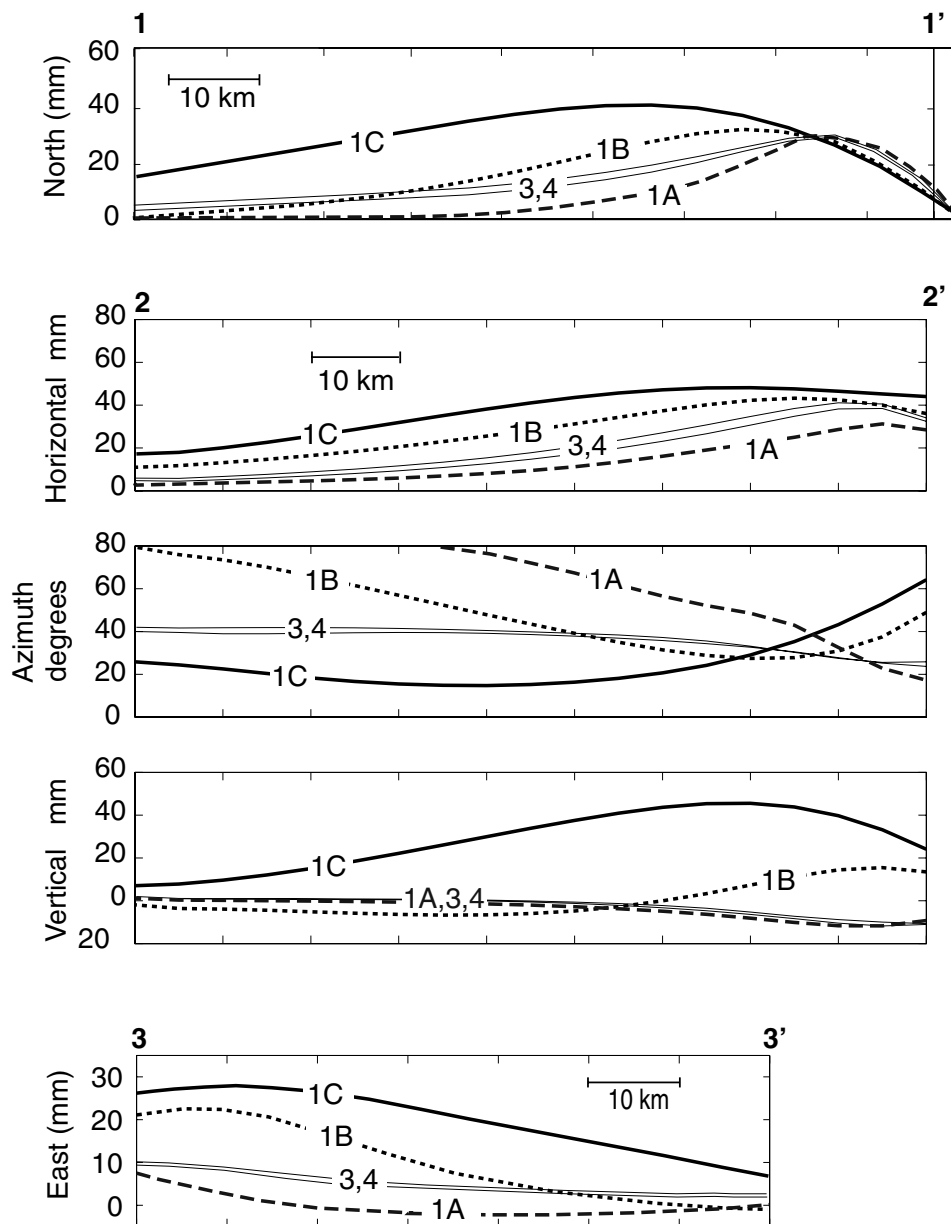 1 1'
North (mm)
60
40
20
0
10 km
1C
1B
3,4
1A
2 2'
Horizontal mm
80
60
40
20
0
10 km
1C
1B
3,4
1A
Azimuth
degrees
80
60
40
20
0
1B
1A
3,4
1C
Vertical mm
60
40
20
0
20
1C
1A,3,4
1B
3 3'
East (mm)
30
20
10
0
10 km
1C
1B
3,4
1A